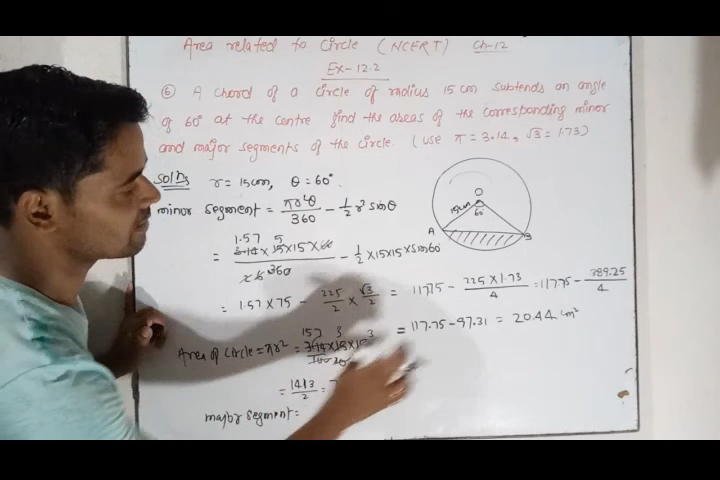 Area related to Circle (NCERT) Ch-12
Ex-12.2
⑥ A chord of a circle of radius 15 cm subtends an angle
of 60° at the centre find the areas of the corresponding minor
and major segments of the circle. (use π = 3.14, √3 = 1.73)
r = 15cm, θ = 60°.
minor segment = πr²θ/360 - 1/2 r² sinθ
O
15cm
60°
A
B
1.57 5
= 3.14 × 15 × 15 × 60 / 360 - 1/2 × 15 × 15 × sin60°
= 1.57 × 75 - 225/2 × √3/2 = 117.75 - 225 × 1.73/4 = 117.75 - 389.25/4
= 117.75 - 97.31 = 20.44 cm²
157 3 3
Area of circle = πr² =
= 1413/2 =
major segment =